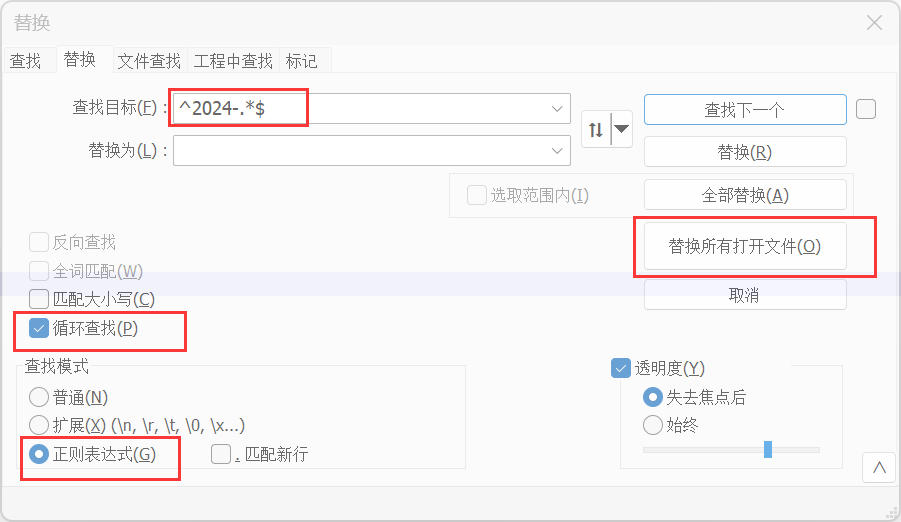 替换
查找 替换 文件查找 工程中查找 标记
查找目标(F)： ^2024-.*$
查找下一个
替换为(L)：
替换(R)
选取范围内(I)
全部替换(A)
反向查找
替换所有打开文件(O)
全词匹配(W)
匹配大小写(C)
取消
循环查找(P)
查找模式
透明度(Y)
普通(N)
失去焦点后
扩展(X) (\n, \r, \t, \0, \x...)
始终
正则表达式(G)
. 匹配新行